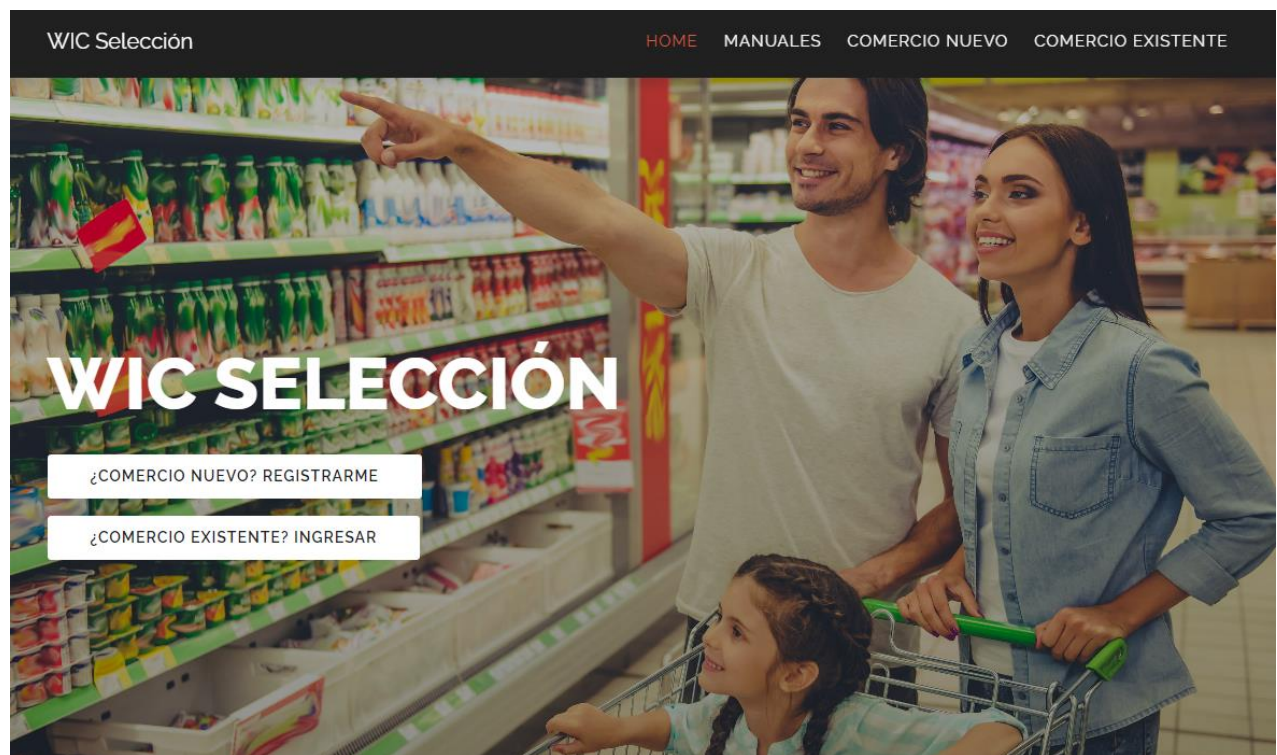 WIC Selección
HOME MANUALES COMERCIO NUEVO COMERCIO EXISTENTE
WIC SELECCIÓN
¿COMERCIO NUEVO? REGISTRARME
¿COMERCIO EXISTENTE? INGRESAR